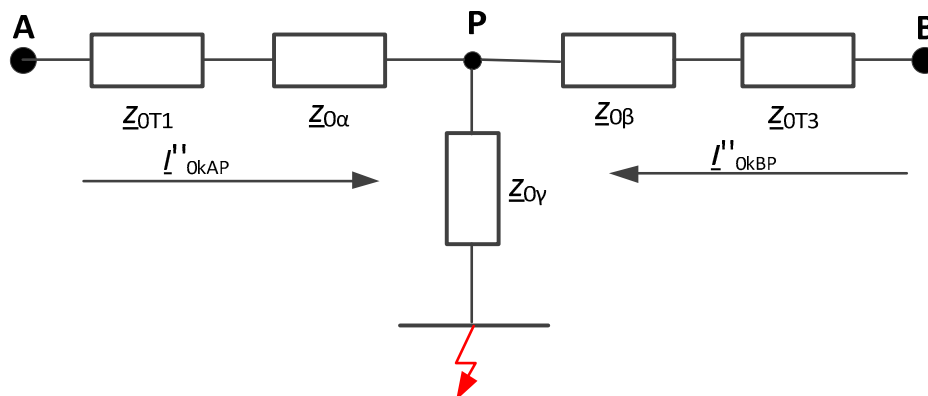 A
P
B
Z0T1
Z0α
Z0β
Z0T3
I''0kAP
I''0kBP
Z0γ